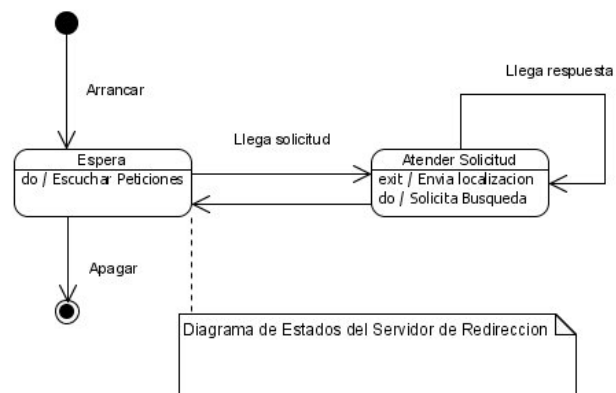 Arrancar
Llega respuesta
Llega solicitud
Espera
do / Escuchar Peticiones
Atender Solicitud
exit / Envia localizacion
do / Solicita Busqueda
Apagar
Diagrama de Estados del Servidor de Redireccion